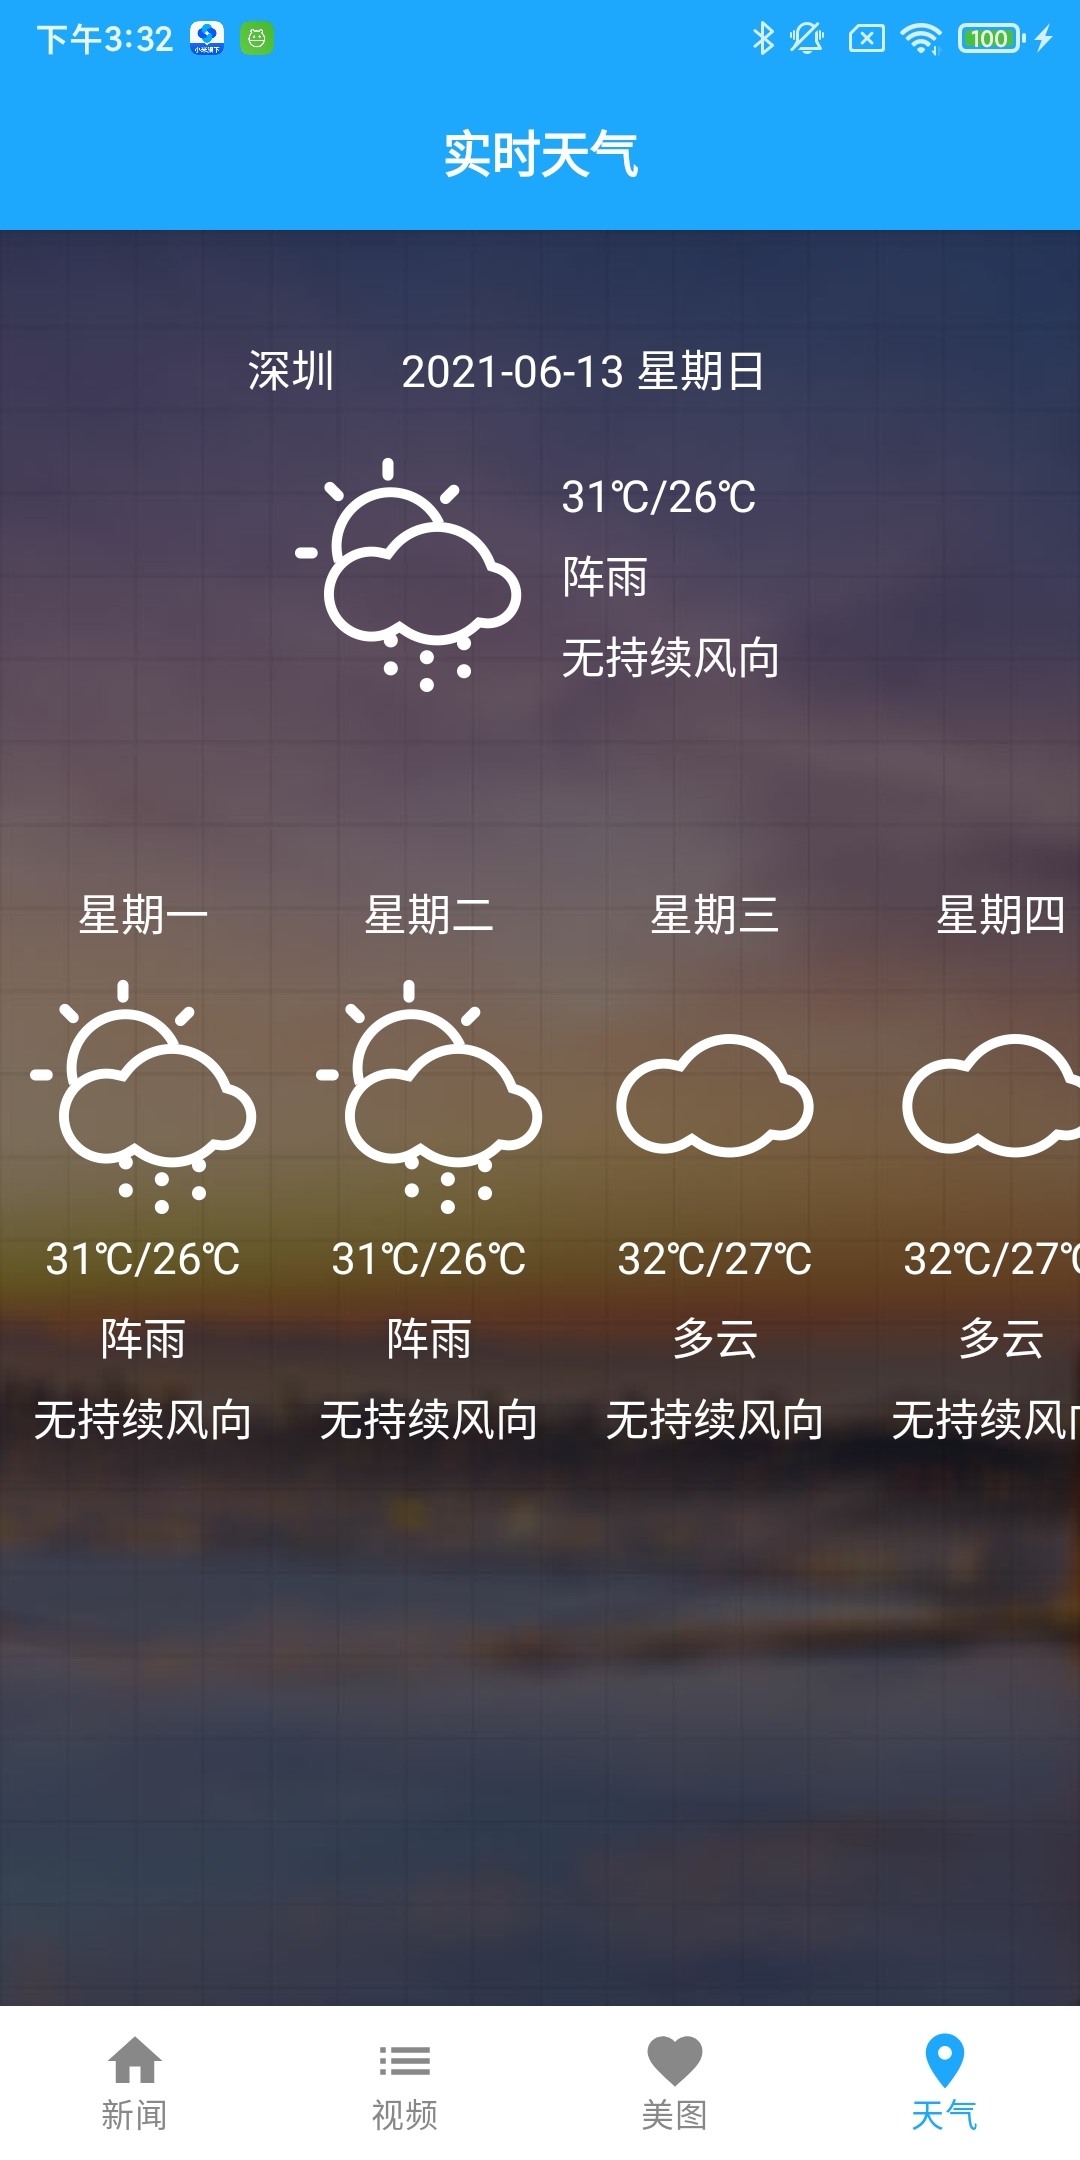 下午3:32
100
实时天气
深圳 2021-06-13 星期日
31℃/26℃
阵雨
无持续风向
星期一 星期二 星期三 星期四
31℃/26℃ 31℃/26℃ 32℃/27℃ 32℃/27℃
阵雨 阵雨 多云 多云
无持续风向 无持续风向 无持续风向 无持续风向
新闻 视频 美图 天气